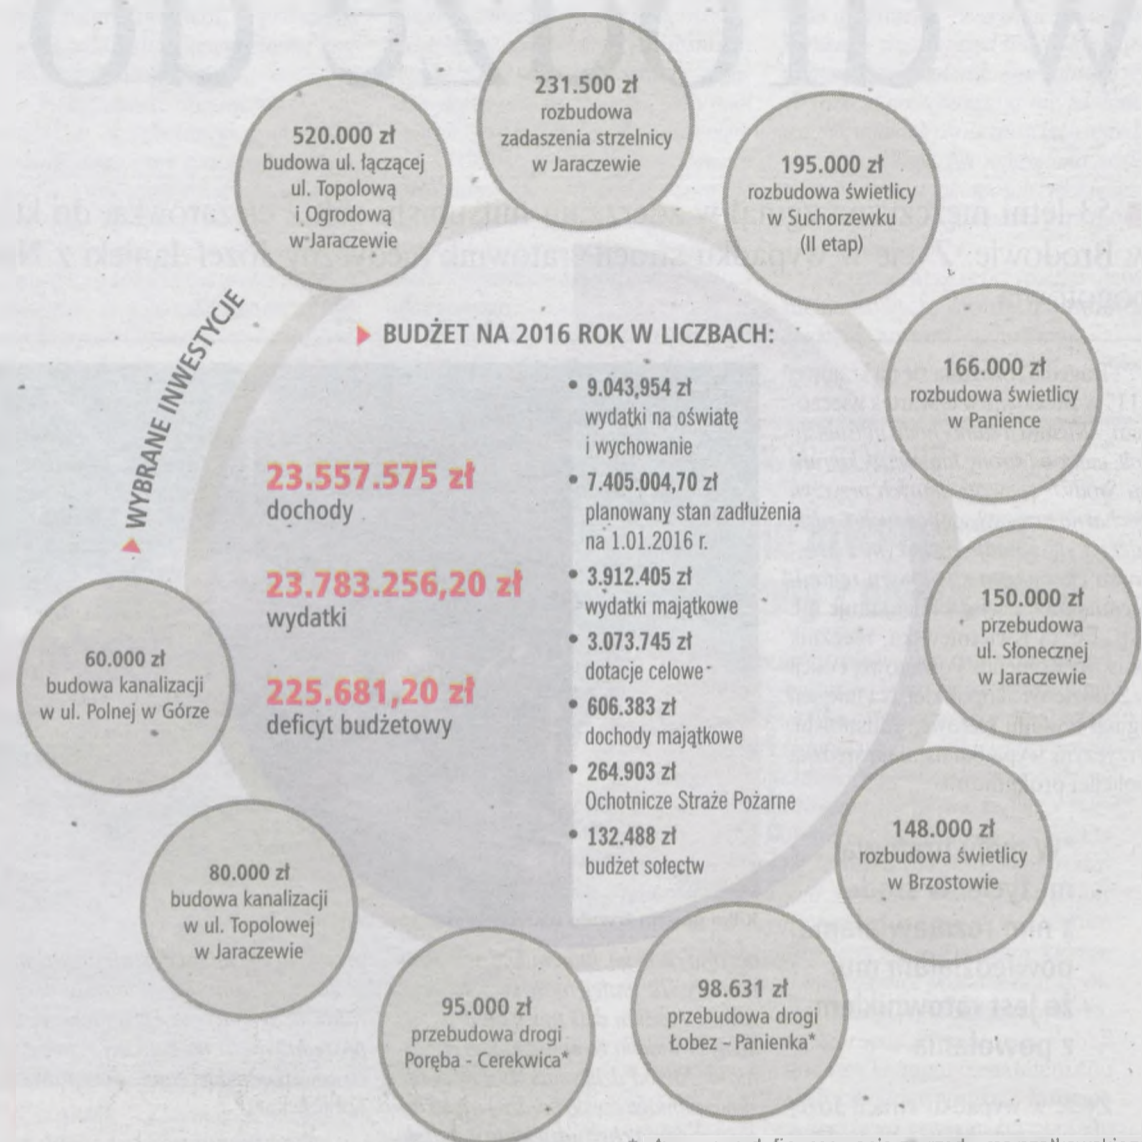 520.000 zł
budowa ul. łączącej
ul. Topolową
i Ogrodową
w Jaraczewie
231.500 zł
rozbudowa
zadaszenia strzelnicy
w Jaraczewie
195.000 zł
rozbudowa świetlicy
w Suchorzewku
(II etap)
166.000 zł
rozbudowa świetlicy
w Panience
150.000 zł
przebudowa
ul. Słonecznej
w Jaraczewie
148.000 zł
rozbudowa świetlicy
w Brzostowie
98.631 zł
przebudowa drogi
Łobez - Panienka*
95.000 zł
przebudowa drogi
Poręba - Cerekwica*
80.000 zł
budowa kanalizacji
w ul. Topolowej
w Jaraczewie
60.000 zł
budowa kanalizacji
w ul. Polnej w Górze
WYBRANE INWESTYCJE
BUDŻET NA 2016 ROK W LICZBACH:
23.557.575 zł
dochody
23.783.256,20 zł
wydatki
225.681,20 zł
deficyt budżetowy
• 9.043,954 zł
wydatki na oświatę
i wychowanie
• 7.405.004,70 zł
planowany stan zadłużenia
na 1.01.2016 r.
• 3.912.405 zł
wydatki majątkowe
• 3.073.745 zł
dotacje celowe
• 606.383 zł
dochody majątkowe
• 264.903 zł
Ochotnicze Straże Pożarne
• 132.488 zł
budżet sołectw